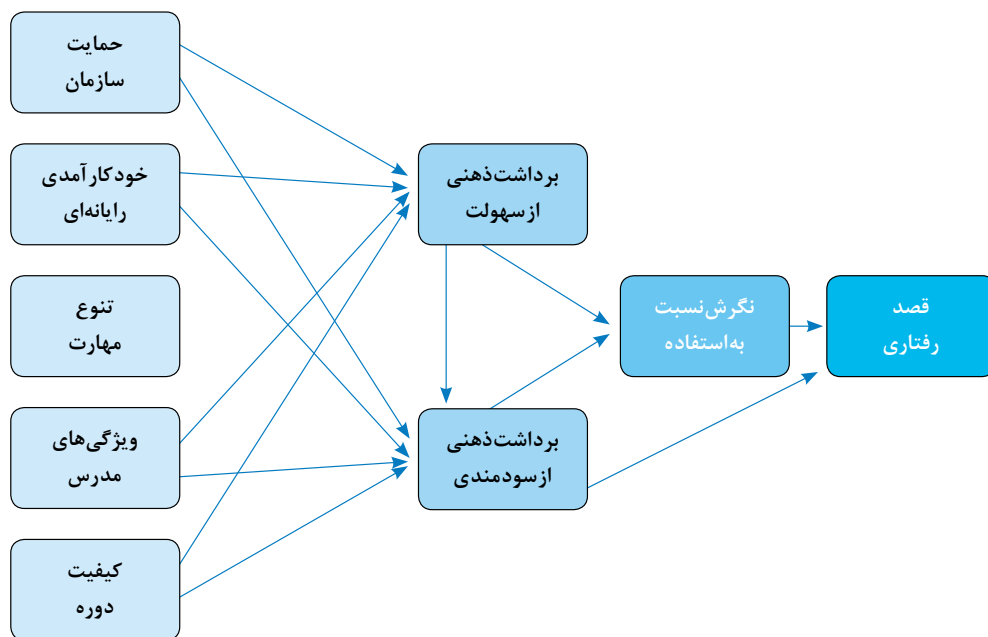 حمایت
سازمان
خودکارآمدی
رایانه‌ای
تنوع
مهارت
ویژگی‌های
مدرس
کیفیت
دوره
برداشت‌ذهنی
ازسهولت
برداشت‌ذهنی
ازسودمندی
نگرش‌نسبت
به‌استفاده
قصد
رفتاری